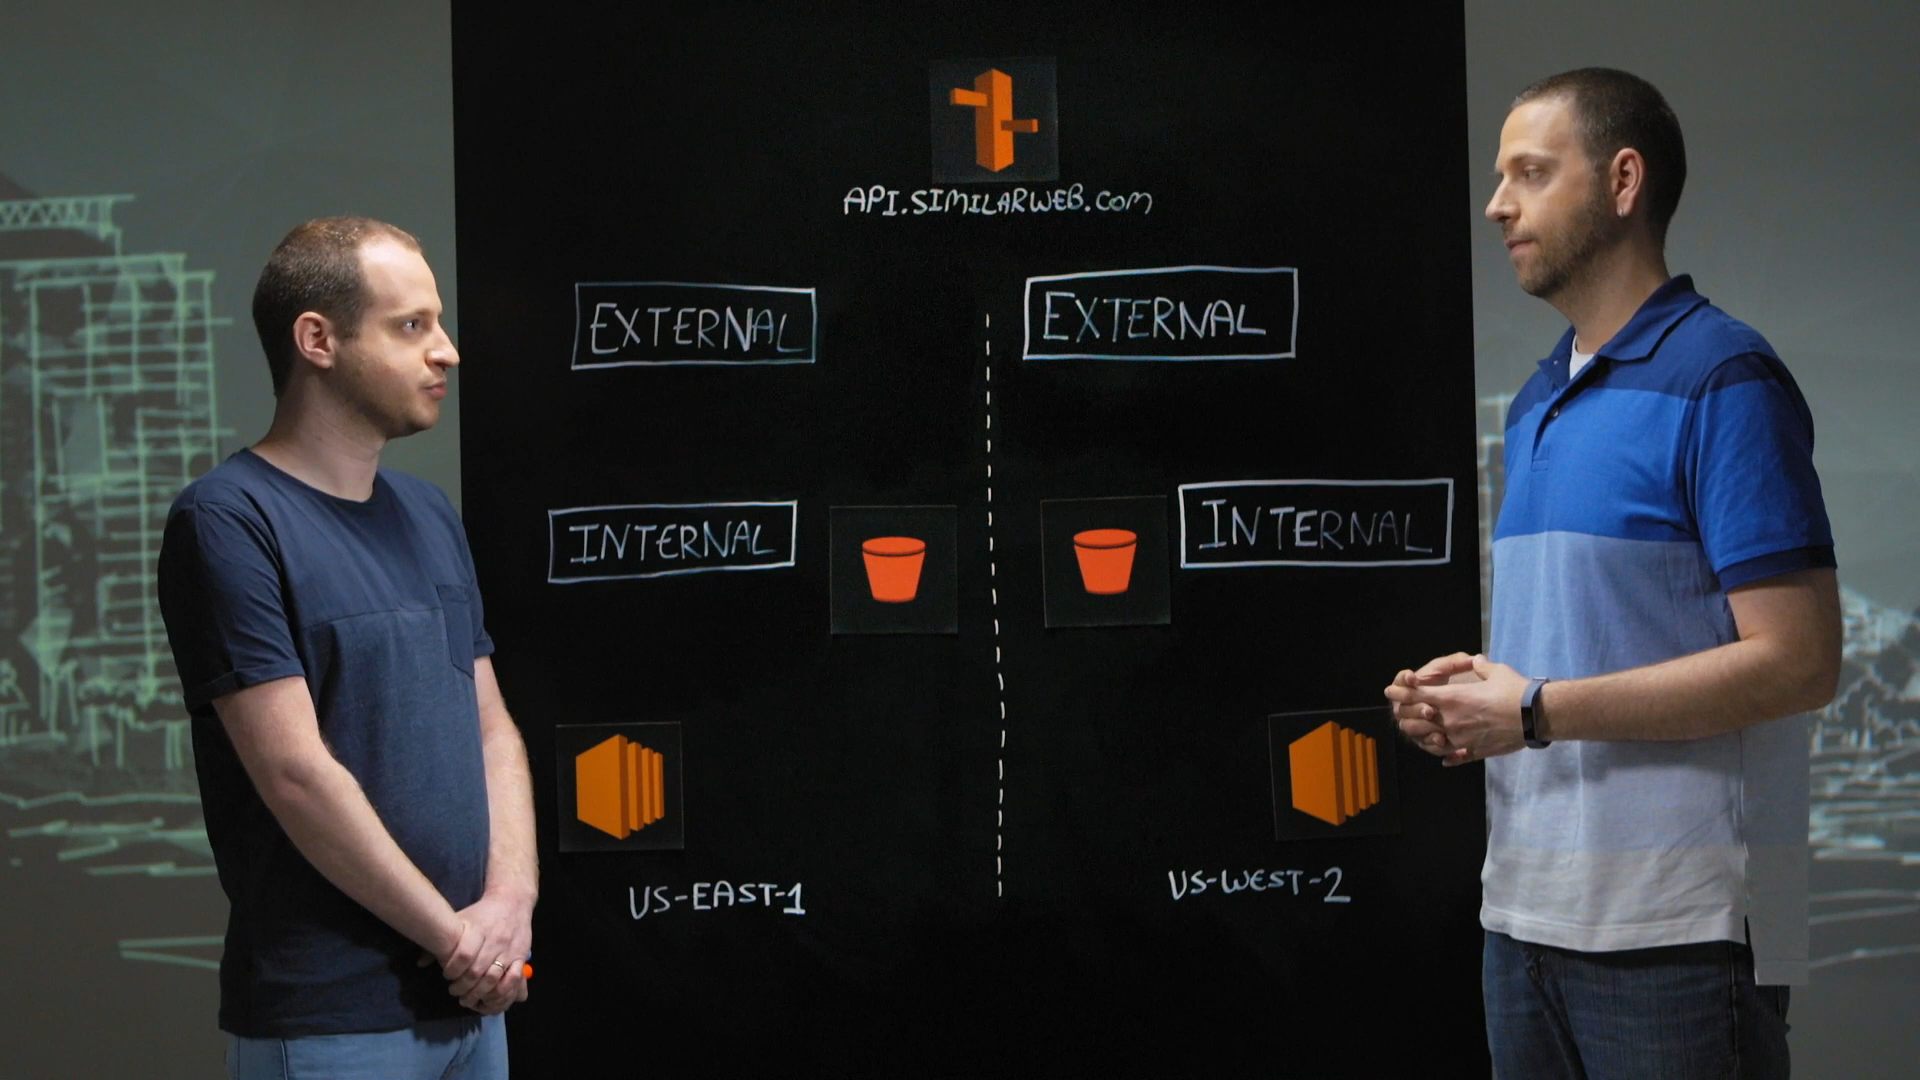 API.SIMILARWEB.COM
EXTERNAL
EXTERNAL
INTERNAL
INTERNAL
US-EAST-1
US-WEST-2